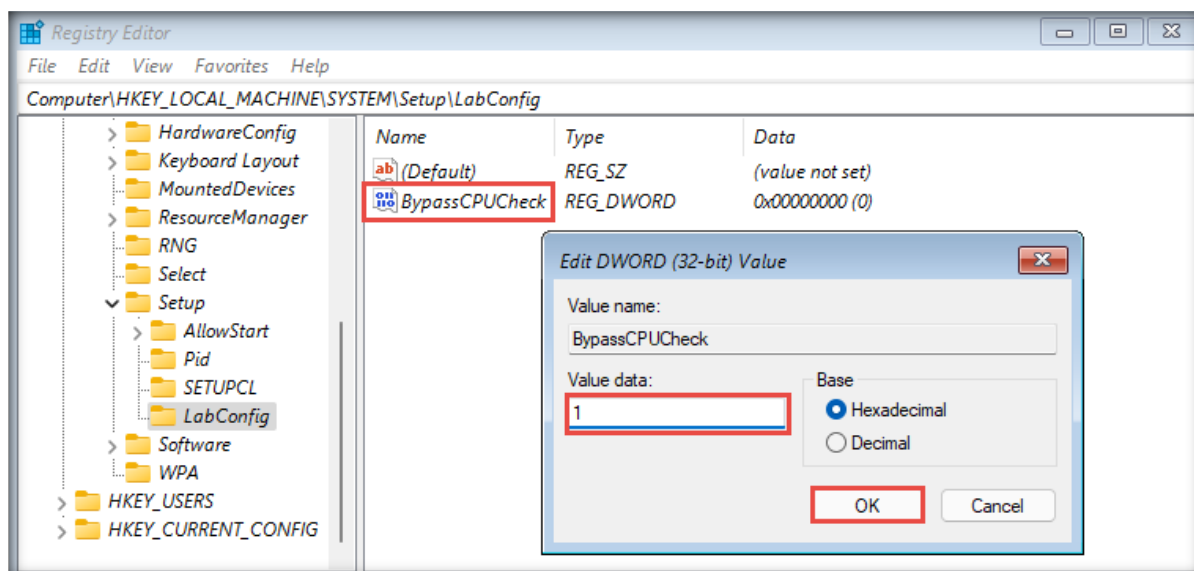 Registry Editor
File Edit View Favorites Help
Computer\HKEY_LOCAL_MACHINE\SYSTEM\Setup\LabConfig
HardwareConfig
Keyboard Layout
MountedDevices
ResourceManager
RNG
Select
Setup
AllowStart
Pid
SETUPCL
LabConfig
Software
WPA
HKEY_USERS
HKEY_CURRENT_CONFIG
Name Type Data
ab (Default) REG_SZ (value not set)
BypassCPUCheck REG_DWORD 0x00000000 (0)
Edit DWORD (32-bit) Value
Value name:
BypassCPUCheck
Value data:
1
Base
Hexadecimal
Decimal
OK Cancel